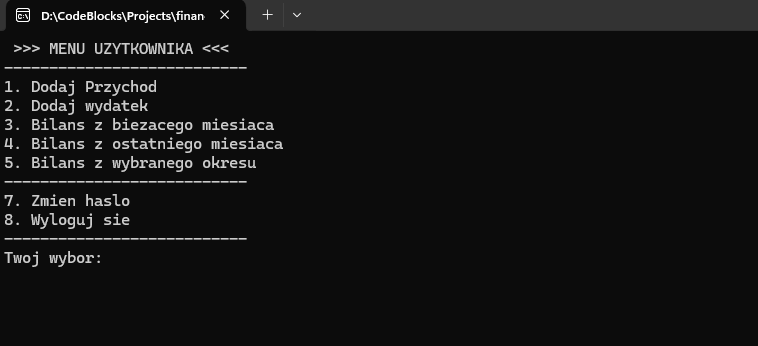 D:\CodeBlocks\Projects\finan
>>> MENU UZYTKOWNIKA <<<
---------------------------
1. Dodaj Przychod
2. Dodaj wydatek
3. Bilans z biezacego miesiaca
4. Bilans z ostatniego miesiaca
5. Bilans z wybranego okresu
---------------------------
7. Zmien haslo
8. Wyloguj sie
---------------------------
Twoj wybor: